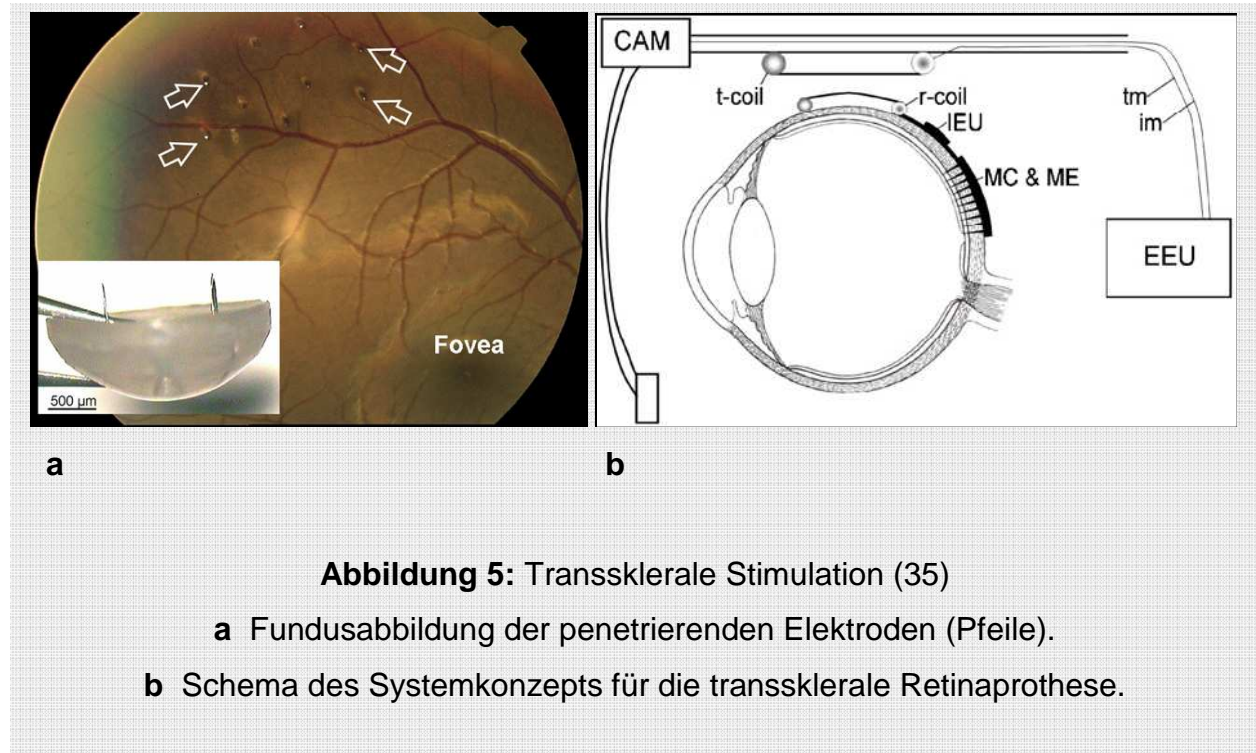 Fovea
500 µm
CAM
t-coil
r-coil
IEU
MC & ME
tm
im
EEU
a
b
Abbildung 5: Transsklerale Stimulation (35)
a Fundusabbildung der penetrierenden Elektroden (Pfeile).
b Schema des Systemkonzepts für die transsklerale Retinaprothese.